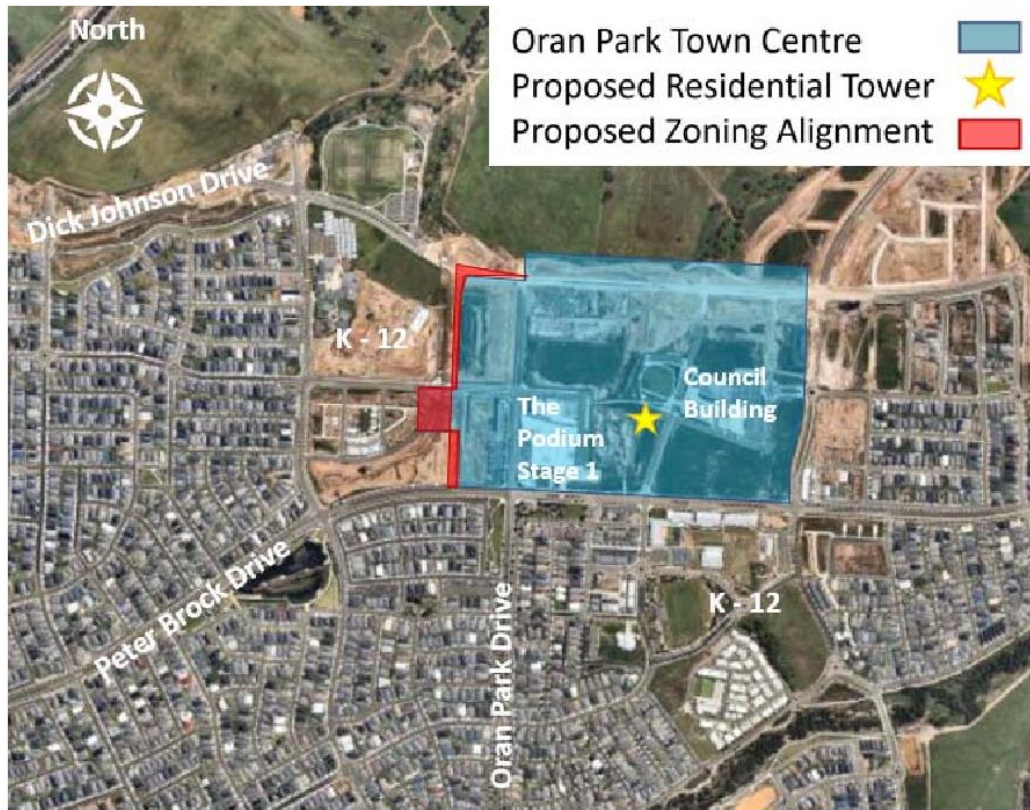 North
Oran Park Town Centre
Proposed Residential Tower
Proposed Zoning Alignment
Dick Johnson Drive
K - 12
Council
Building
The
Podium
Stage 1
Peter Brock Drive
Oran Park Drive
K - 12